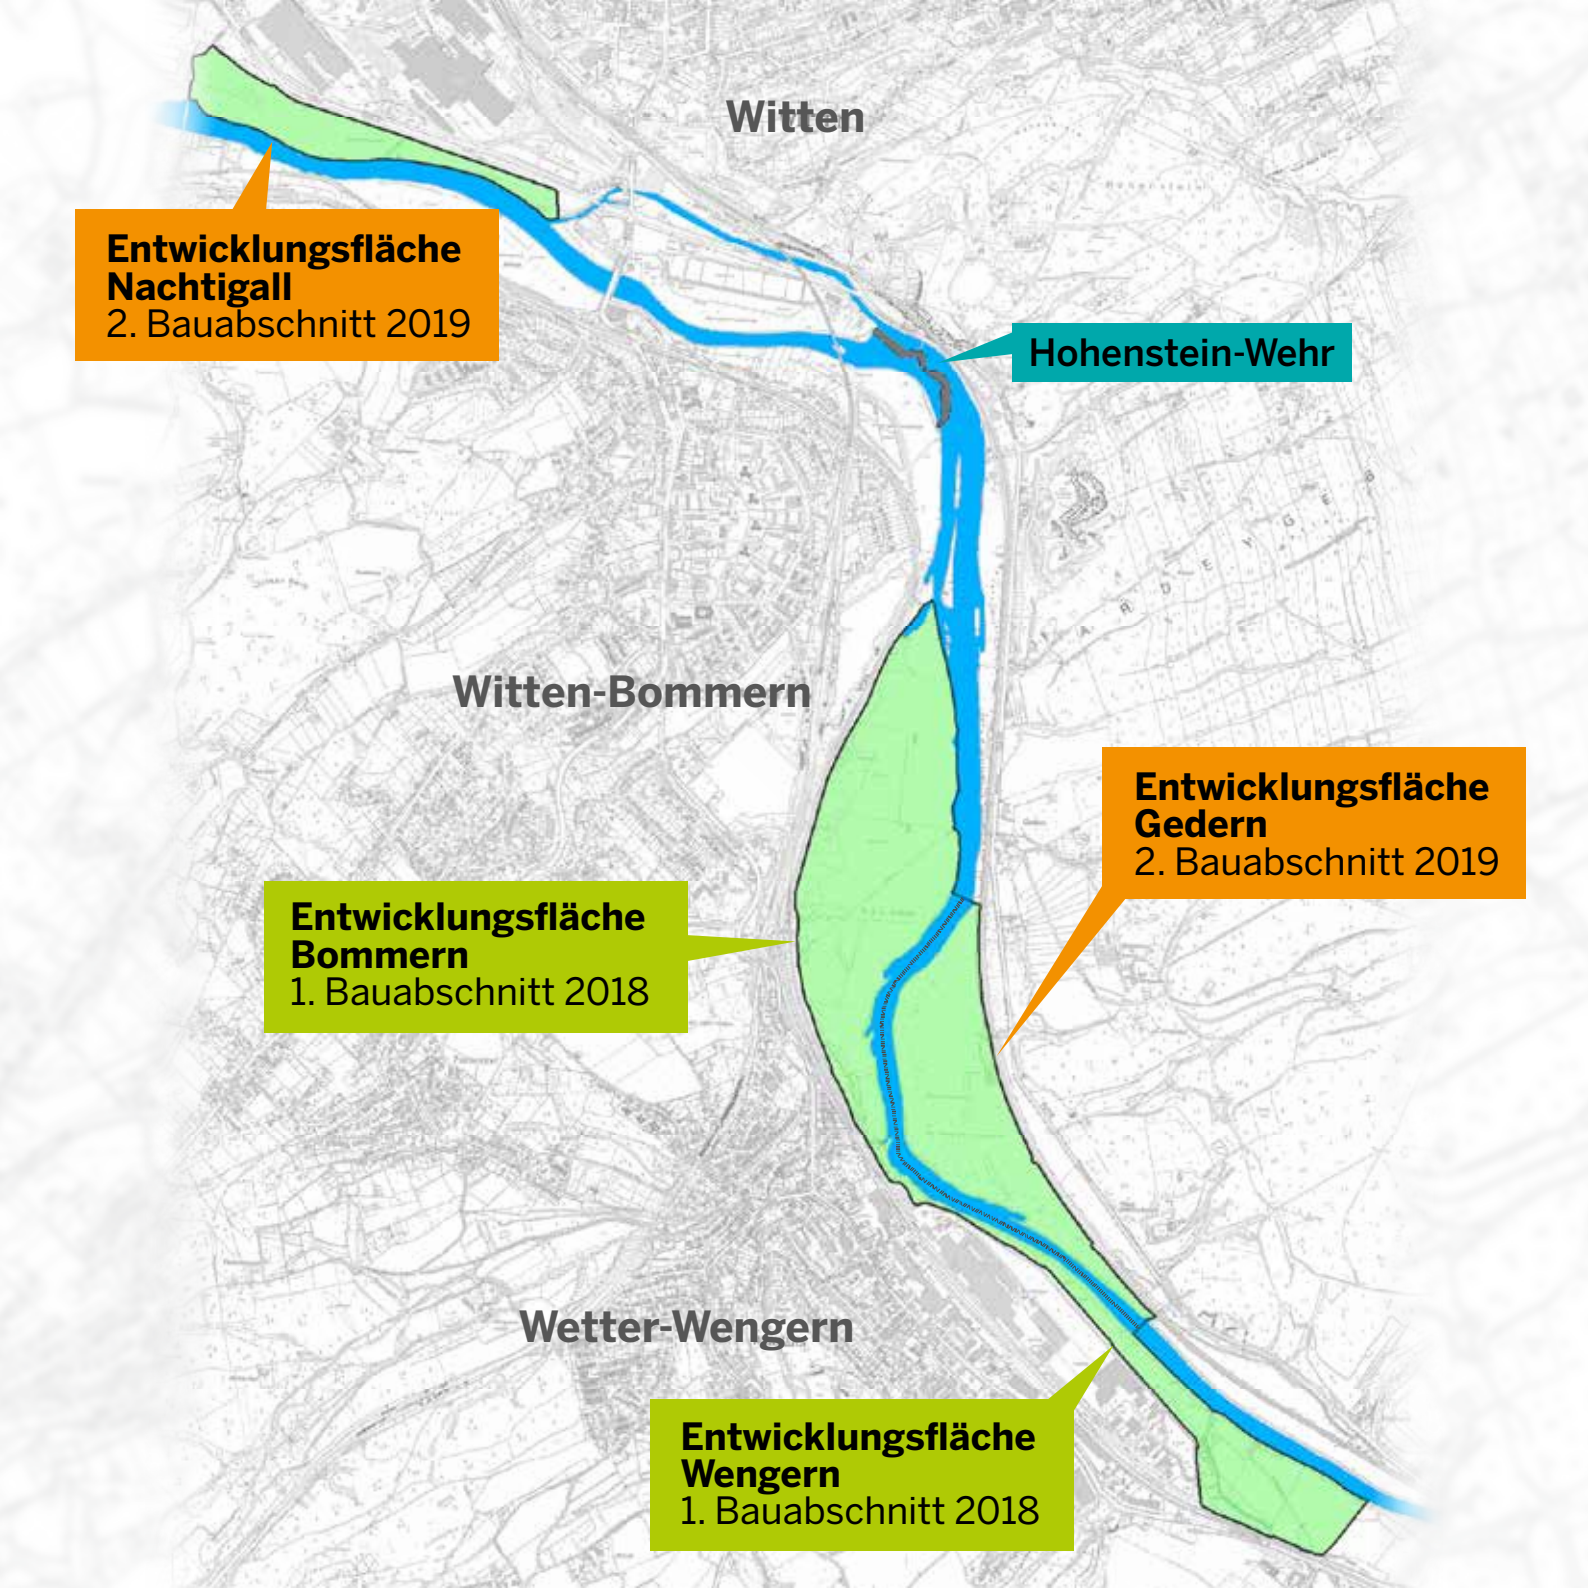 Witten
Entwicklungsfläche
Nachtigall
2. Bauabschnitt 2019
Hohenstein-Wehr
Witten-Bommern
Entwicklungsfläche
Gedern
2. Bauabschnitt 2019
Entwicklungsfläche
Bommern
1. Bauabschnitt 2018
Wetter-Wengern
Entwicklungsfläche
Wengern
1. Bauabschnitt 2018